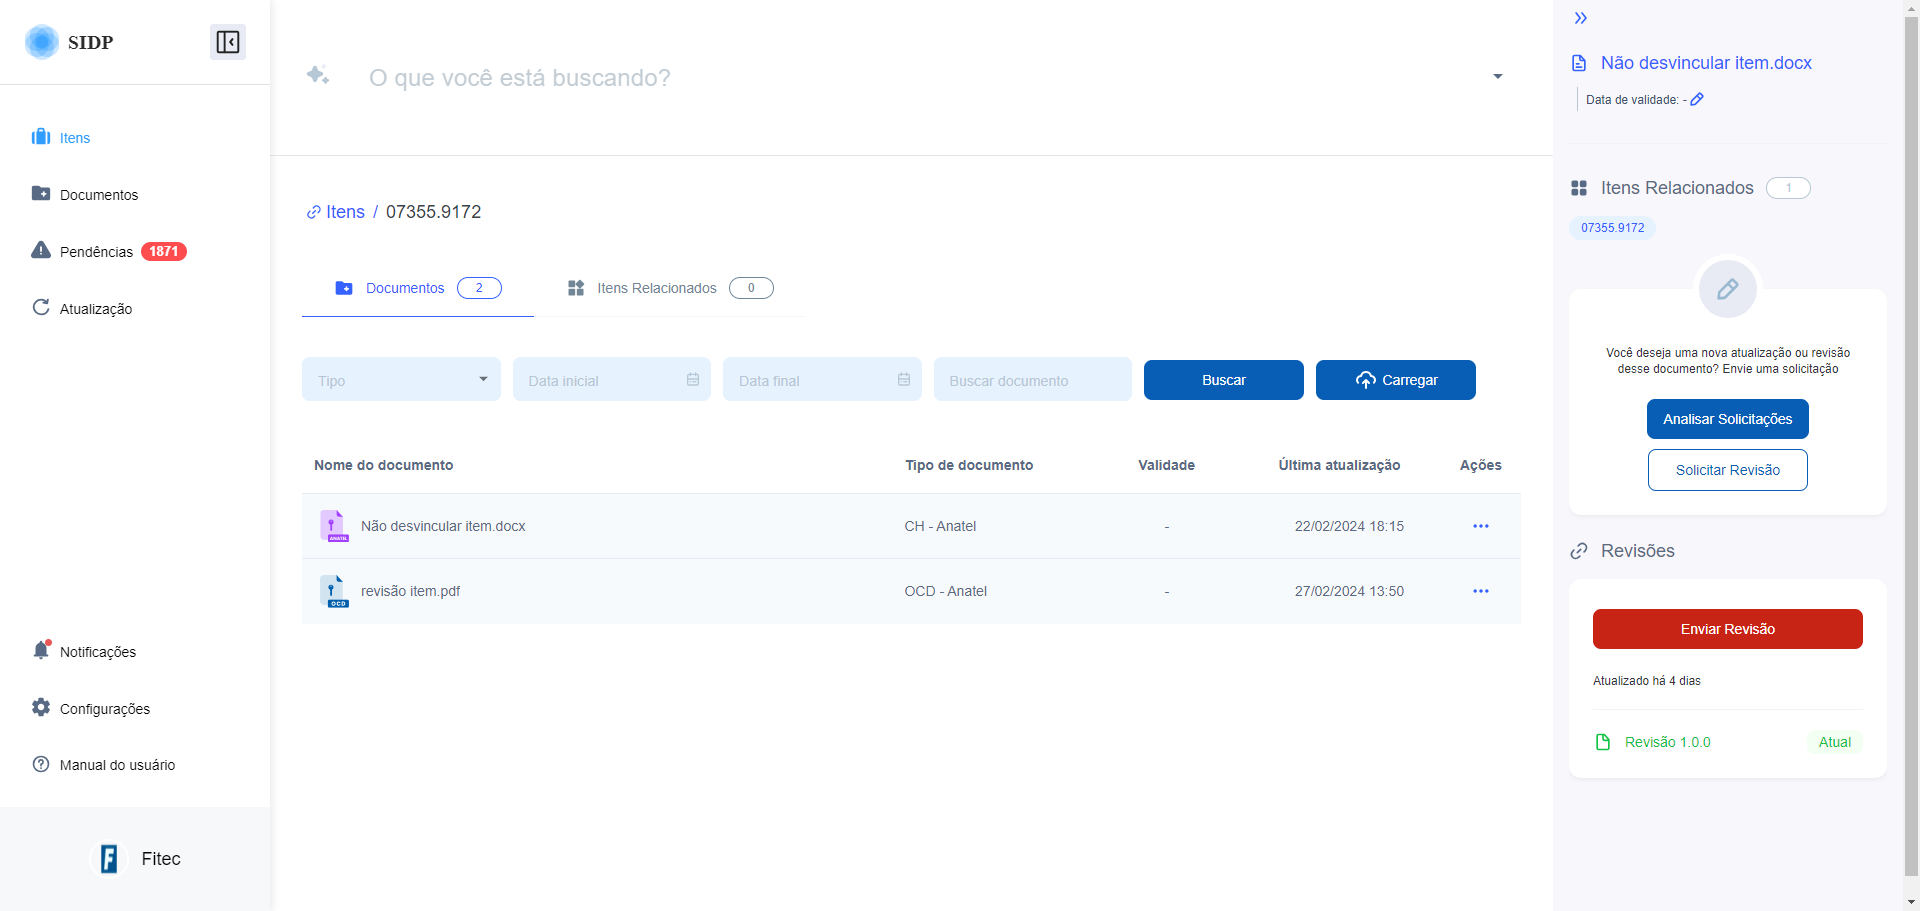 SIDP
Itens
Documentos
Pendências 1871
Atualização
Notificações
Configurações
Manual do usuário
Fitec
O que você está buscando?
Itens / 07355.9172
Documentos 2
Itens Relacionados 0
Tipo
Data inicial
Data final
Buscar documento
Buscar
Carregar
Nome do documento Tipo de documento Validade Última atualização Ações
ANATEL
Não desvincular item.docx CH - Anatel - 22/02/2024 18:15
OCD
revisão item.pdf OCD - Anatel - 27/02/2024 13:50
Não desvincular item.docx
Data de validade: -
Itens Relacionados 1
07355.9172
Você deseja uma nova atualização ou revisão
desse documento? Envie uma solicitação
Analisar Solicitações
Solicitar Revisão
Revisões
Enviar Revisão
Atualizado há 4 dias
Revisão 1.0.0 Atual